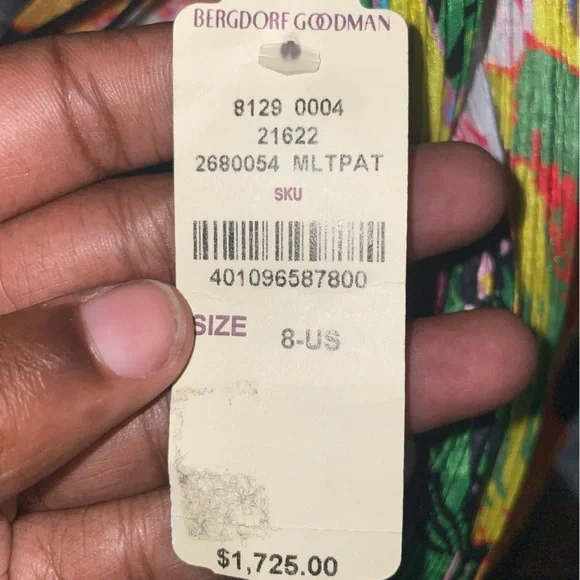 BERGDORF GOODMAN
8129 0004
21622
2680054 MLTPAT
SKU
401096587800
SIZE 8-US
$1,725.00